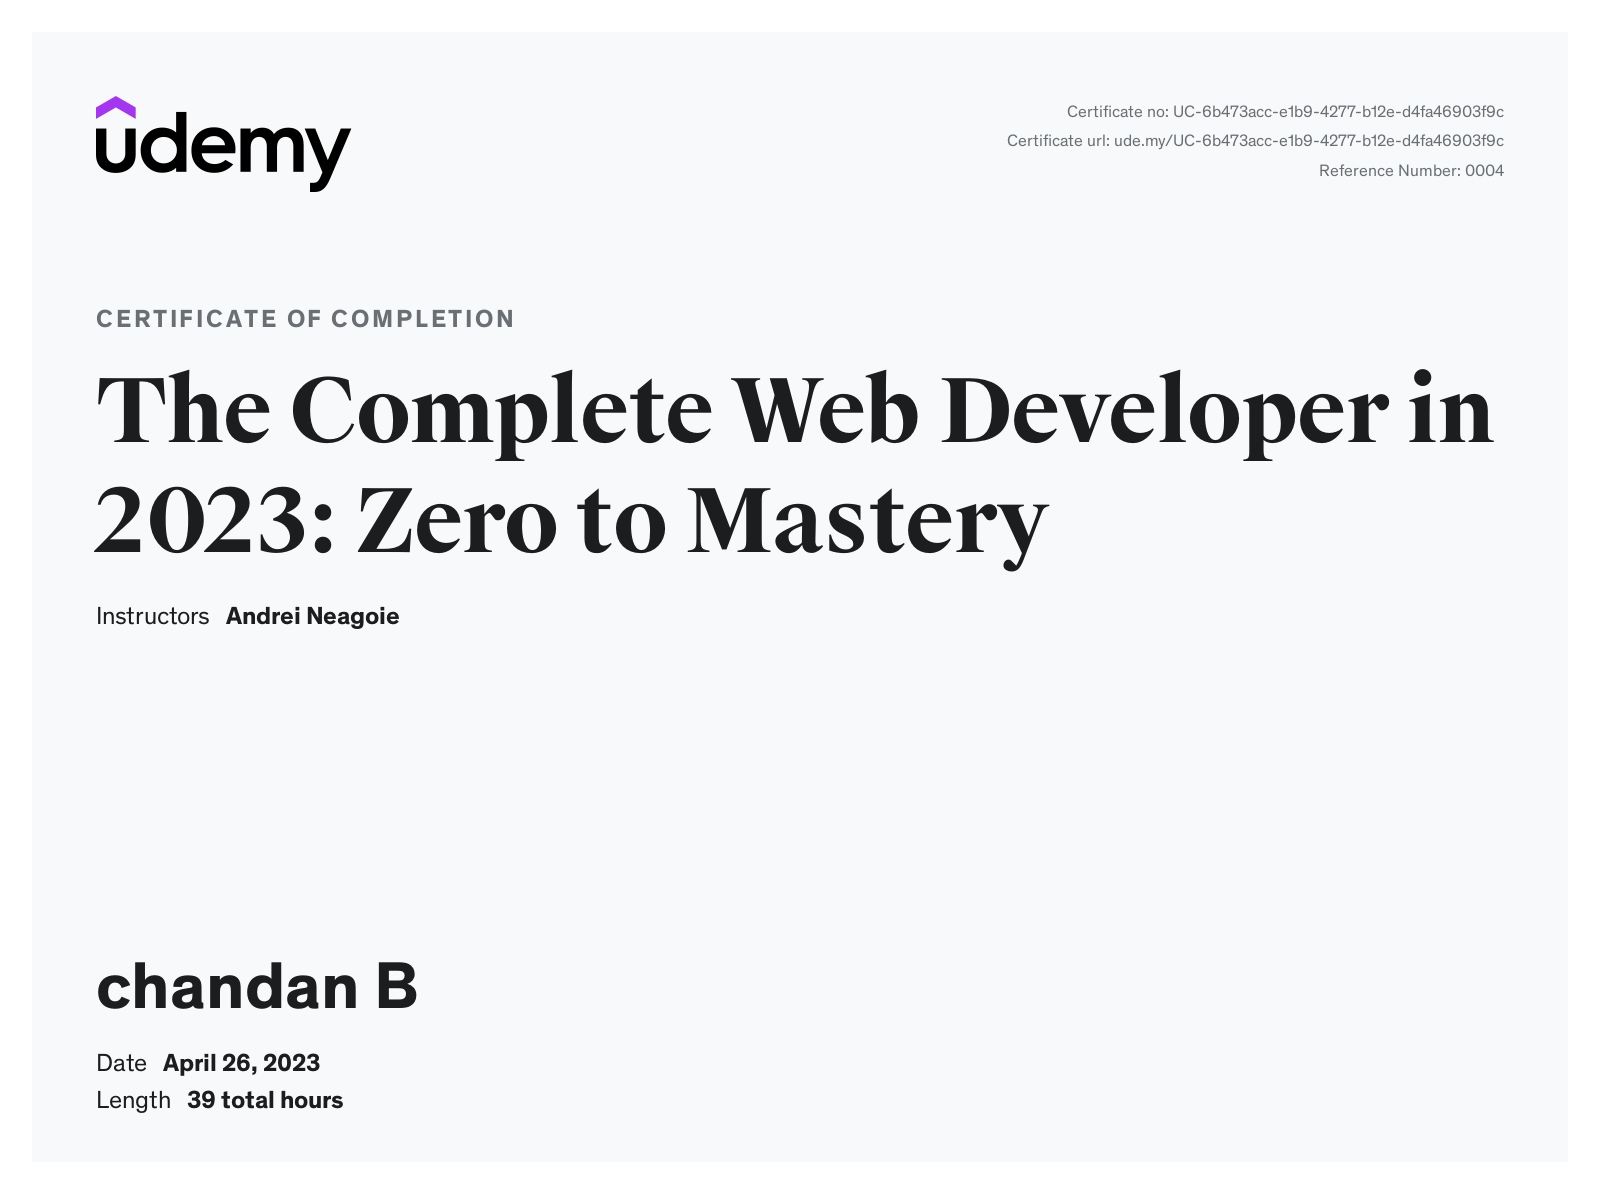 udemy
Certificate no: UC-6b473acc-e1b9-4277-b12e-d4fa46903f9c
Certificate url: ude.my/UC-6b473acc-e1b9-4277-b12e-d4fa46903f9c
Reference Number: 0004
CERTIFICATE OF COMPLETION
The Complete Web Developer in
2023: Zero to Mastery
Instructors Andrei Neagoie
chandan B
Date April 26, 2023
Length 39 total hours